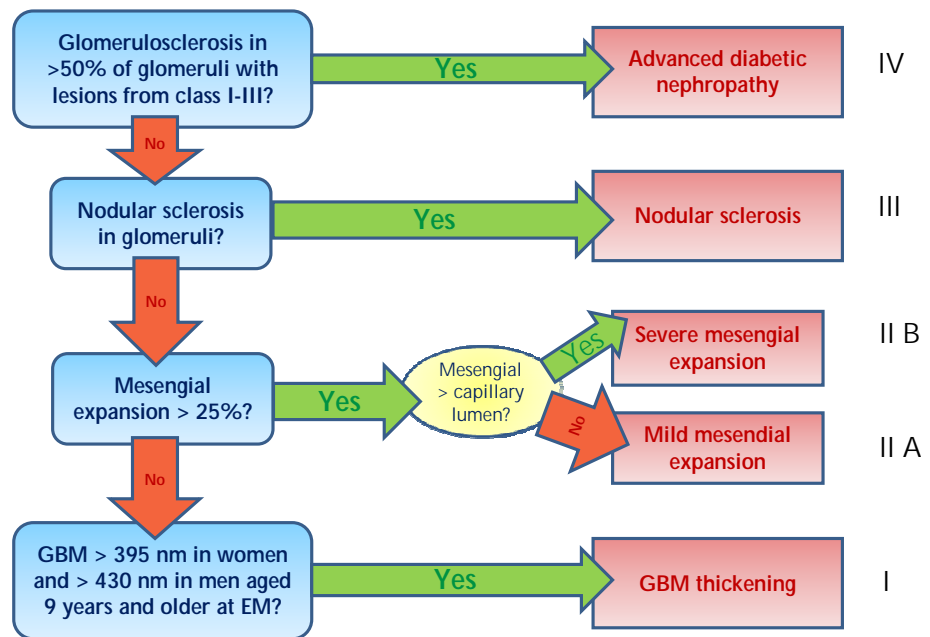 Glomerulosclerosis in
>50% of glomeruli with
lesions from class I-III?
Yes
Advanced diabetic
nephropathy
IV
No
Nodular sclerosis
in glomeruli?
Yes
Nodular sclerosis
III
No
Mesengial
expansion > 25%?
Yes
Mesengial
> capillary
lumen?
Yes
Severe mesengial
expansion
II B
No
Mild mesendial
expansion
II A
No
GBM > 395 nm in women
and > 430 nm in men aged
9 years and older at EM?
Yes
GBM thickening
I